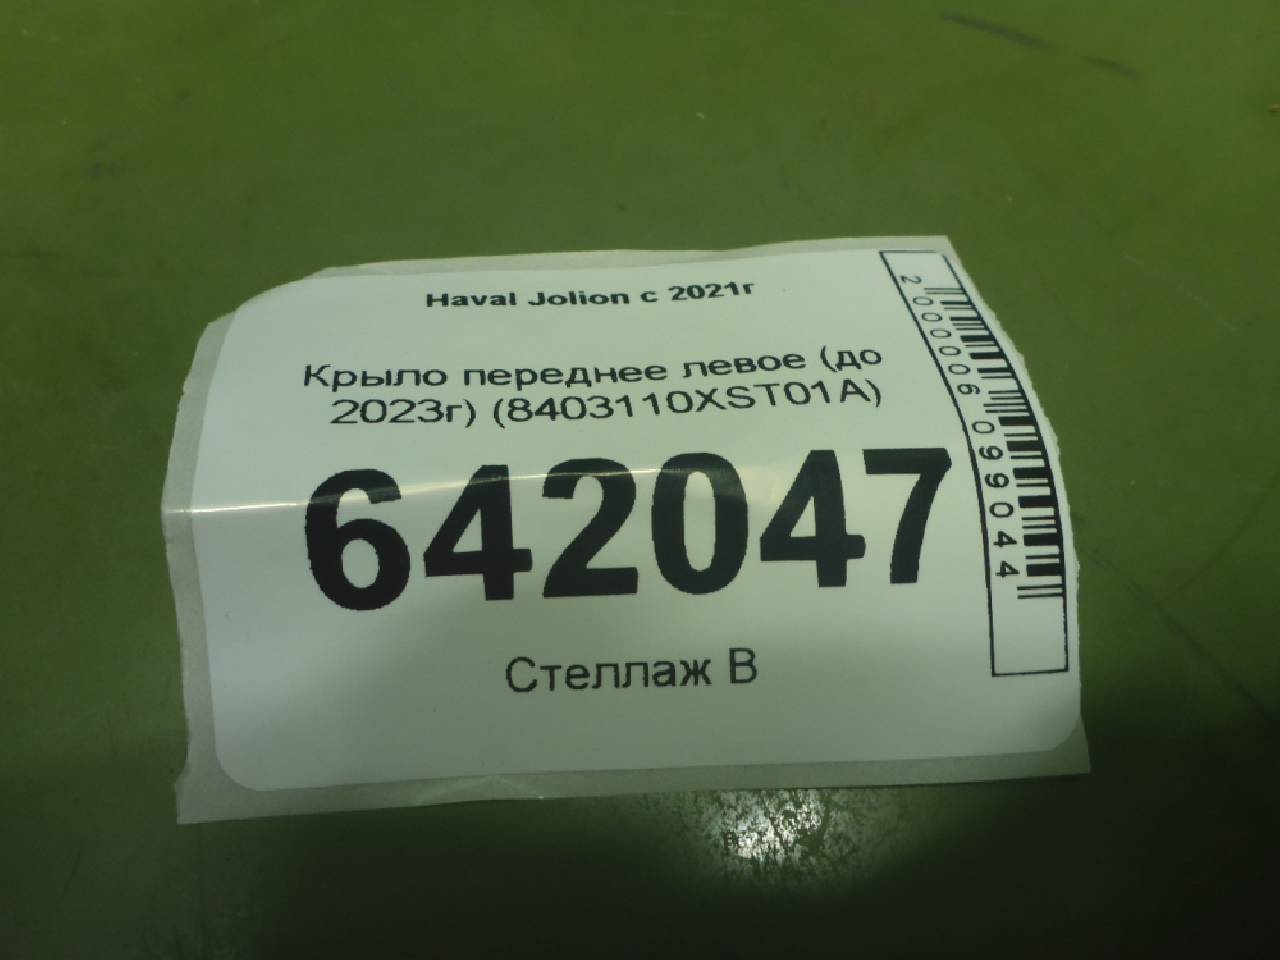 Haval Jolion с 2021г
Крыло переднее левое (до
2023г) (8403110XST01A)
642047
Стеллаж В
2000006099044